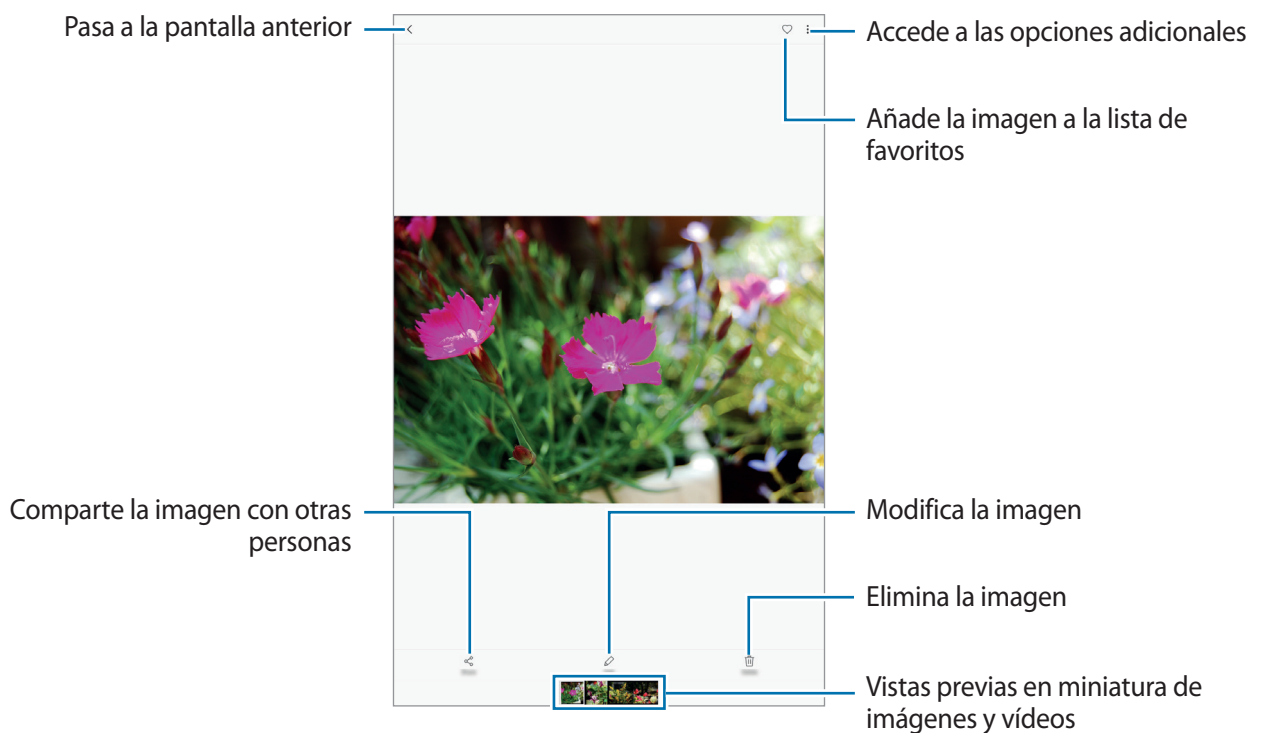 Pasa a la pantalla anterior
Accede a las opciones adicionales
Añade la imagen a la lista de
favoritos
Comparte la imagen con otras
personas
Modifica la imagen
Elimina la imagen
Vistas previas en miniatura de
imágenes y vídeos